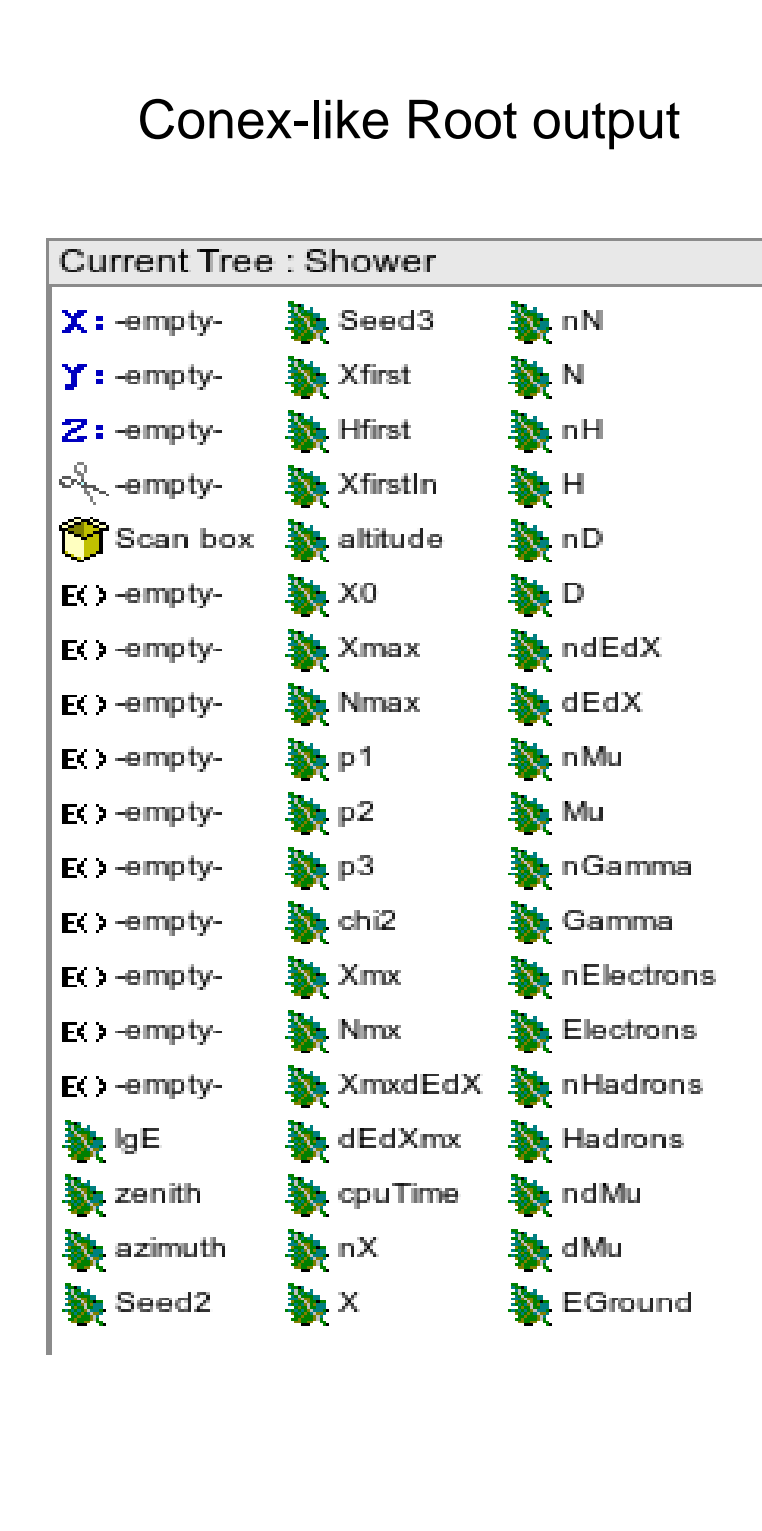 Conex-like Root output
Current Tree : Shower
X: -empty- Seed3 nN
Y: -empty- Xfirst N
Z: -empty- Hfirst nH
-empty- XfirstIn H
Scan box altitude nD
E() -empty- X0 D
E() -empty- Xmax ndEdX
E() -empty- Nmax dEdX
E() -empty- p1 nMu
E() -empty- p2 Mu
E() -empty- p3 nGamma
E() -empty- chi2 Gamma
E() -empty- Xmx nElectrons
E() -empty- Nmx Electrons
E() -empty- XmxdEdX nHadrons
lgE dEdXmx Hadrons
zenith cpuTime ndMu
azimuth nX dMu
Seed2 X EGround